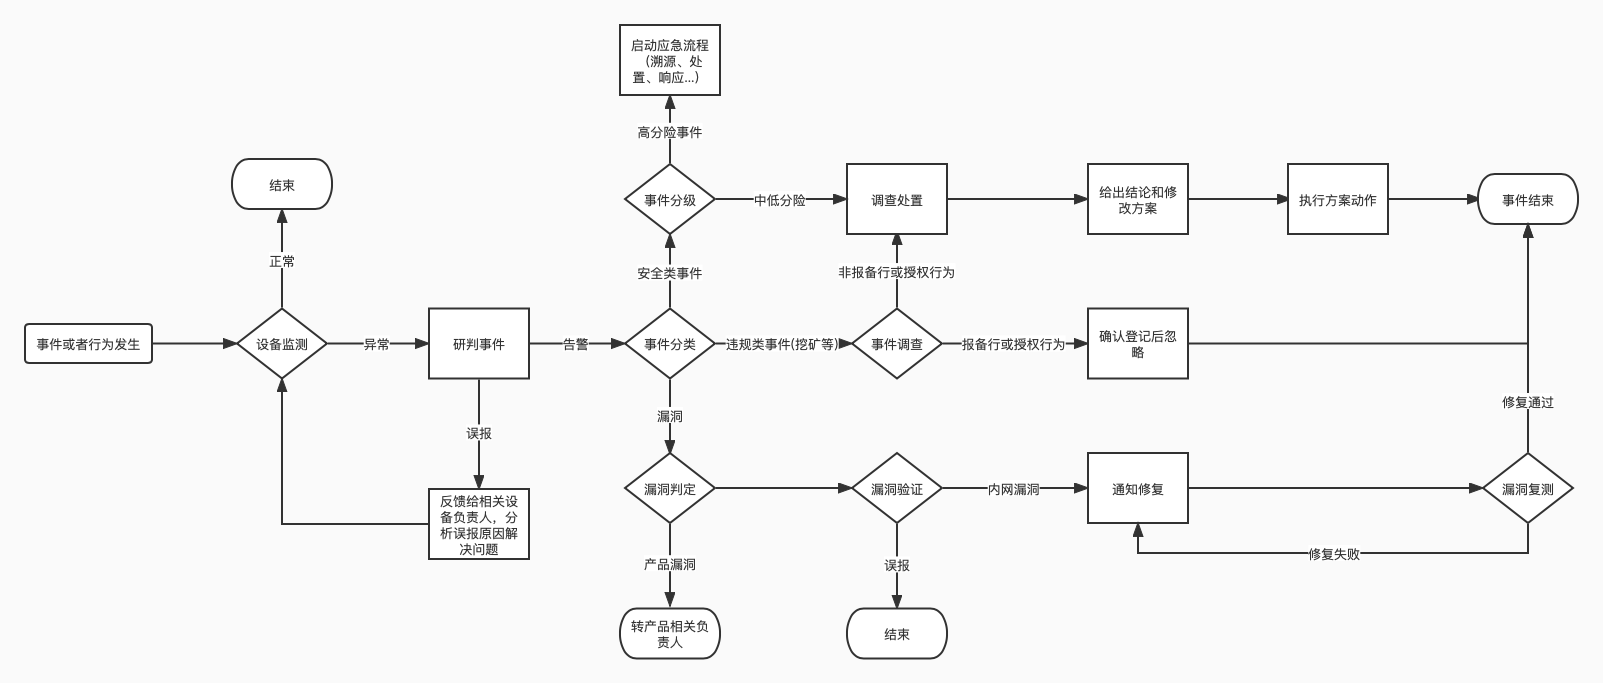 启动应急流程
(溯源、处
置、响应...)
高分险事件
结束
事件分级
中低分险
调查处置
给出结论和修
改方案
执行方案动作
事件结束
正常
安全类事件
非报备行或授权行为
事件或者行为发生
设备监测
异常
研判事件
告警
事件分类
违规类事件(挖矿等)
事件调查
报备行或授权行为
确认登记后忽
略
误报
漏洞
修复通过
反馈给相关设
备负责人，分
析误报原因解
决问题
漏洞判定
漏洞验证
内网漏洞
通知修复
漏洞复测
修复失败
产品漏洞
误报
转产品相关负
责人
结束